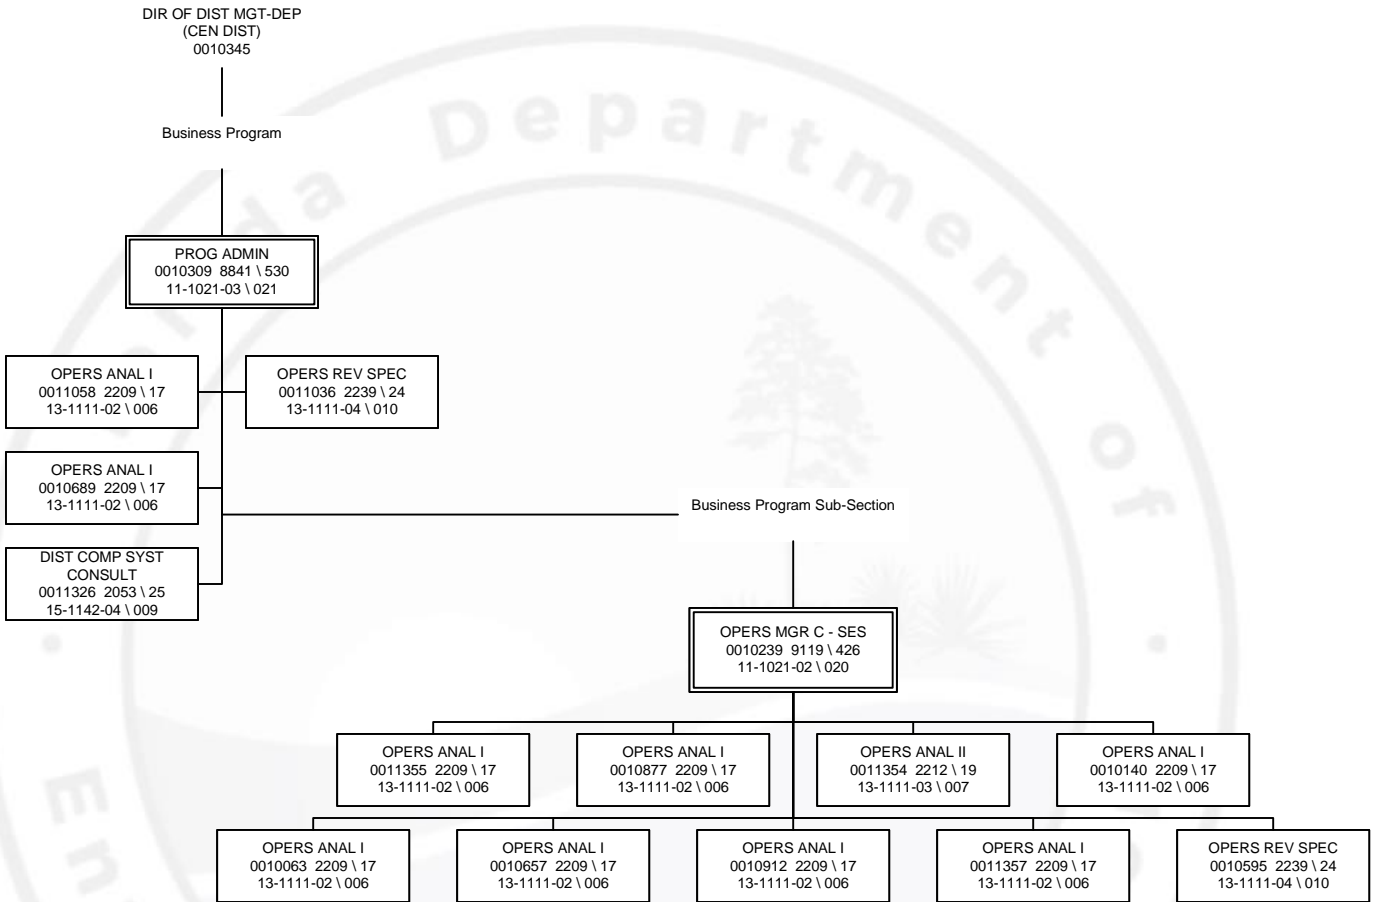 DIR OF DIST MGT-DEP
(CEN DIST)
0010345
Business Program
PROG ADMIN
0010309 8841 \ 530
11-1021-03 \ 021
OPERS ANAL I
0011058 2209 \ 17
13-1111-02 \ 006
OPERS REV SPEC
0011036 2239 \ 24
13-1111-04 \ 010
OPERS ANAL I
0010689 2209 \ 17
13-1111-02 \ 006
DIST COMP SYST
CONSULT
0011326 2053 \ 25
15-1142-04 \ 009
Business Program Sub-Section
OPERS MGR C - SES
0010239 9119 \ 426
11-1021-02 \ 020
OPERS ANAL I
0011355 2209 \ 17
13-1111-02 \ 006
OPERS ANAL I
0010877 2209 \ 17
13-1111-02 \ 006
OPERS ANAL II
0011354 2212 \ 19
13-1111-03 \ 007
OPERS ANAL I
0010140 2209 \ 17
13-1111-02 \ 006
OPERS ANAL I
0010063 2209 \ 17
13-1111-02 \ 006
OPERS ANAL I
0010657 2209 \ 17
13-1111-02 \ 006
OPERS ANAL I
0010912 2209 \ 17
13-1111-02 \ 006
OPERS ANAL I
0011357 2209 \ 17
13-1111-02 \ 006
OPERS REV SPEC
0010595 2239 \ 24
13-1111-04 \ 010
Department of